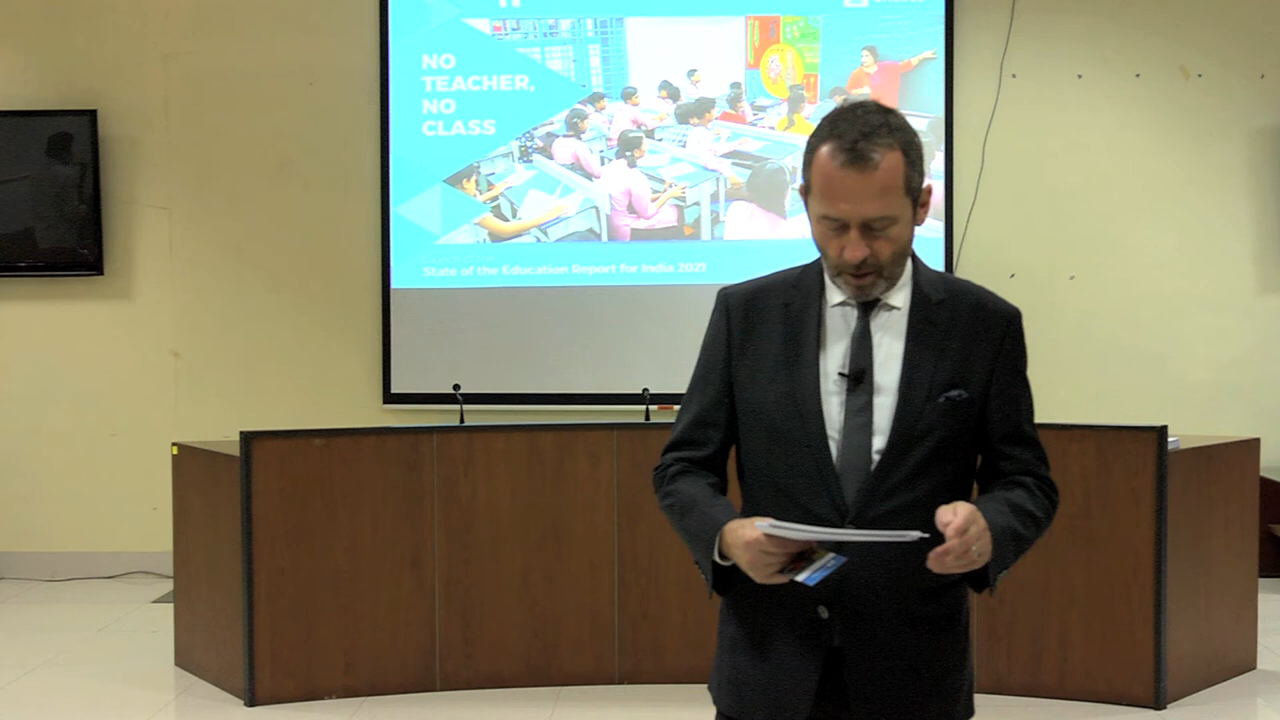 NO
TEACHER,
NO
CLASS
State of the Education Report for India 2021